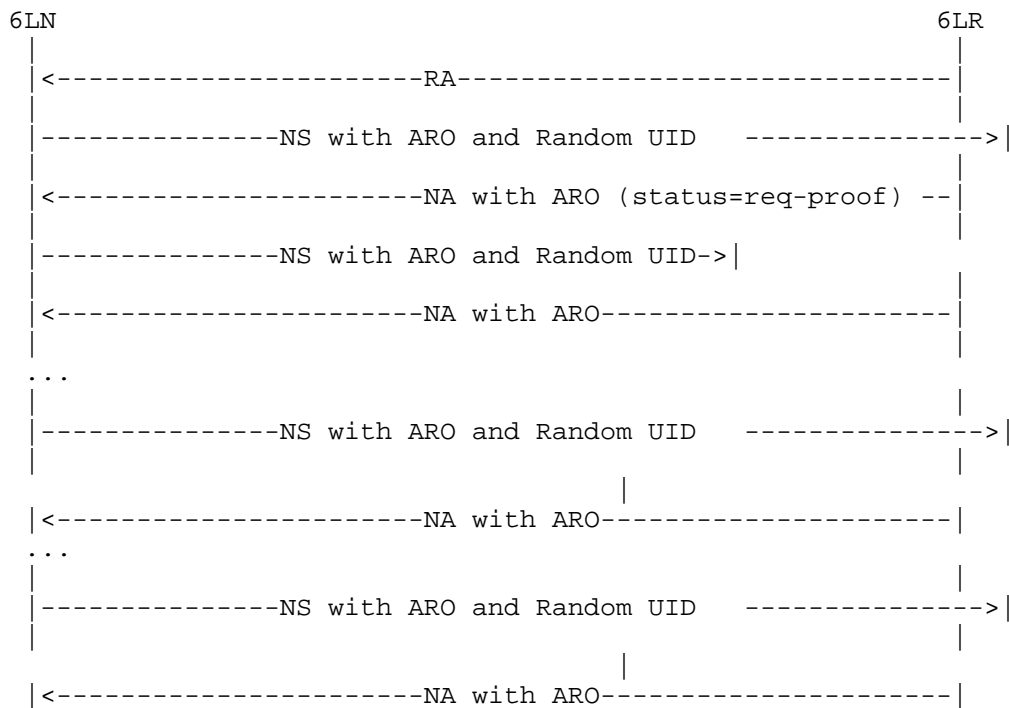 6LN 6LR
|<-----------------------RA-------------------------------|
|---------------NS with ARO and Random UID --------------->|
|<-----------------------NA with ARO (status=req-proof) --|
|---------------NS with ARO and Random UID->|
|<-----------------------NA with ARO----------------------|
...
|---------------NS with ARO and Random UID --------------->|
|<-----------------------NA with ARO----------------------|
...
|---------------NS with ARO and Random UID --------------->|
|<-----------------------NA with ARO----------------------|